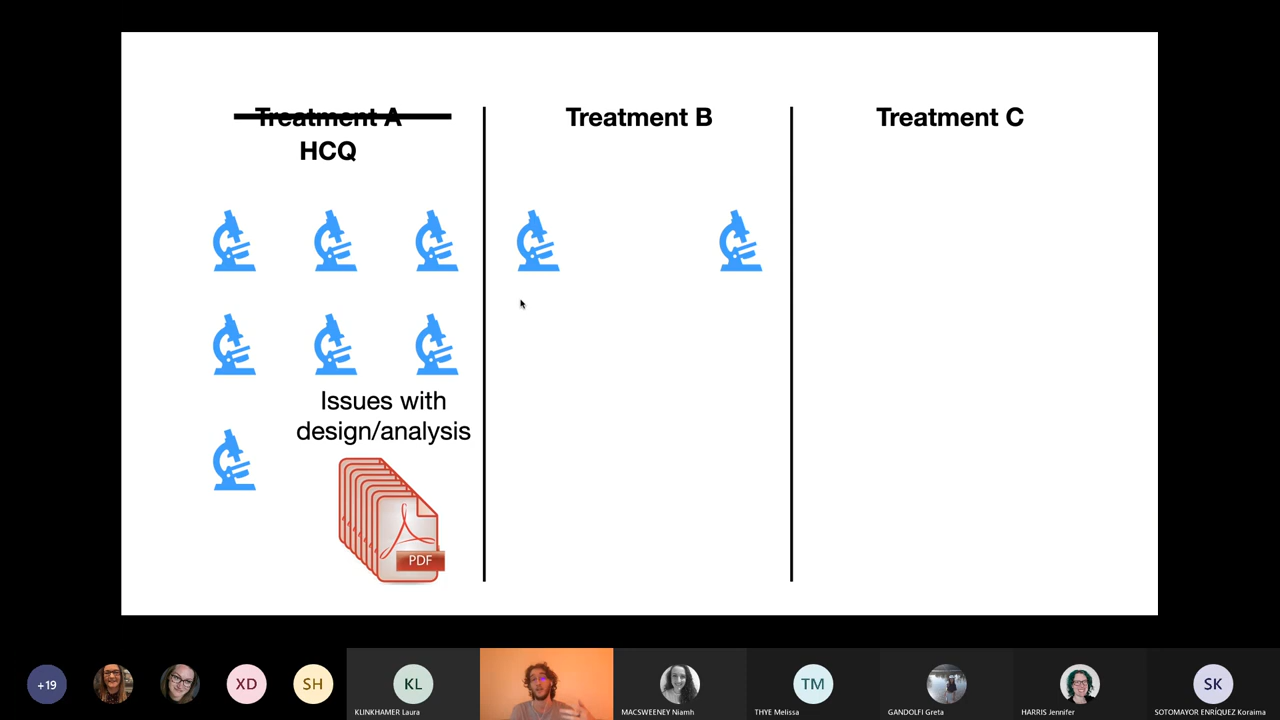 Treatment A
HCQ
Treatment B
Treatment C
Issues with
design/analysis
PDF
+19
XD
SH
KL
KLINKHAMER Laura
MACSWEENEY Niamh
TM
THYE Melissa
GANDOLFI Greta
HARRIS Jennifer
SK
SOTOMAYOR ENRÍQUEZ Koraima